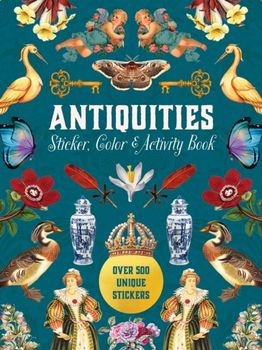 ANTIQUITIES
Sticker, Color & Activity Book
OVER 500
UNIQUE
STICKERS